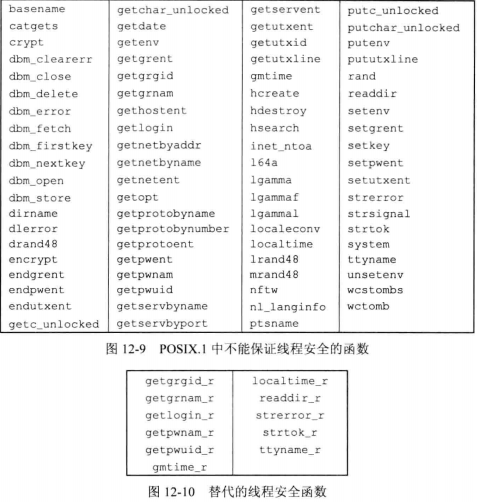 basename getchar_unlocked getservent putc_unlocked
catgets getdate getutxent putchar_unlocked
crypt getenv getutxid putenv
dbm_clearerr getgrent getutxline pututxline
dbm_close getgrgid gmtime rand
dbm_delete getgrnam hcreate readdir
dbm_error gethostent hdestroy setenv
dbm_fetch getlogin hsearch setgrent
dbm_firstkey getnetbyaddr inet_ntoa setkey
dbm_nextkey getnetbyname l64a setpwent
dbm_open getnetent lgamma setutxent
dbm_store getopt lgammaf strerror
dirname getprotobyname lgammal strsignal
dlerror getprotobynumber localeconv strtok
drand48 getprotoent localtime system
encrypt getpwent lrand48 ttyname
endgrent getpwnam mrand48 unsetenv
endpwent getpwuid nftw wcstombs
endutxent getservbyname nl_langinfo wctomb
getc_unlocked getservbyport ptsname
图 12-9 POSIX.1 中不能保证线程安全的函数
getgrgid_r localtime_r
getgrnam_r readdir_r
getlogin_r strerror_r
getpwnam_r strtok_r
getpwuid_r ttyname_r
gmtime_r
图 12-10 替代的线程安全函数